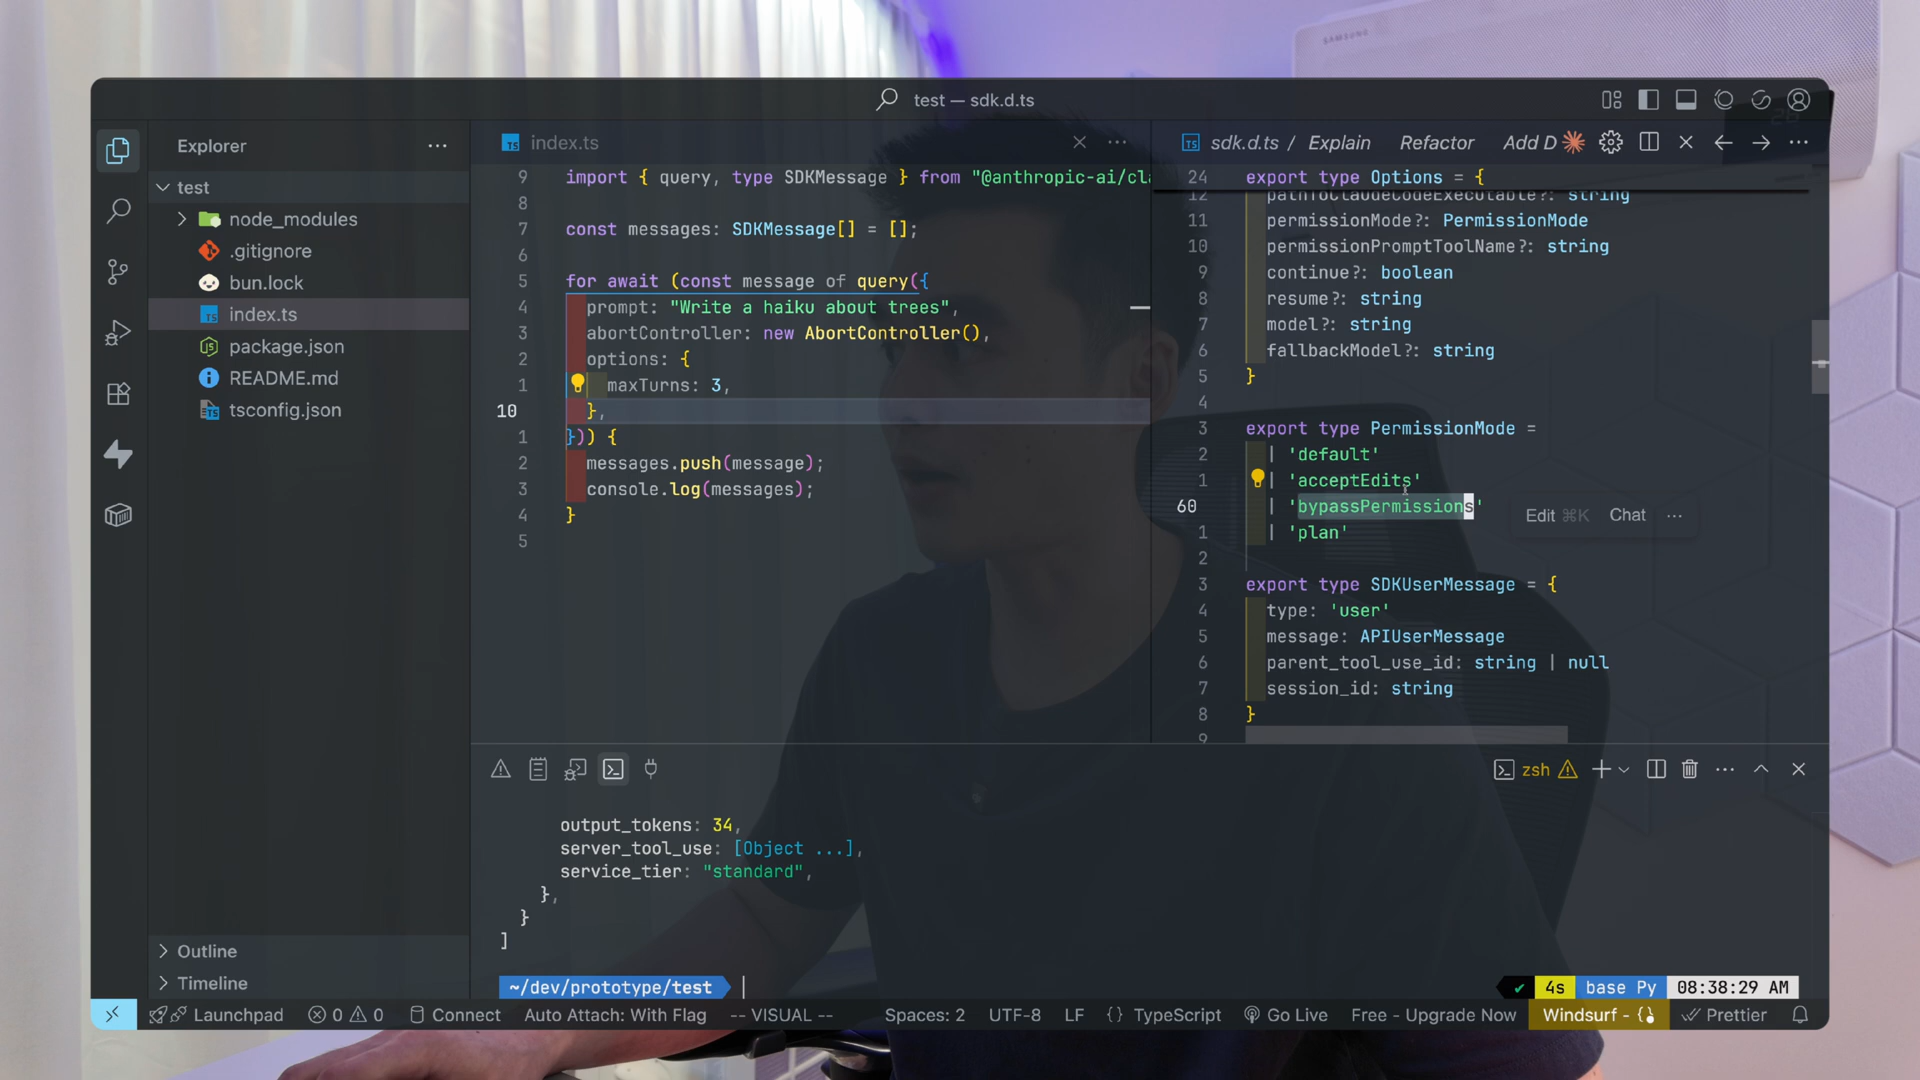 SAMSUNG
test — sdk.d.ts
Explorer
test
node_modules
.gitignore
bun.lock
index.ts
package.json
README.md
tsconfig.json
Outline
Timeline
index.ts
9 import { query, type SDKMessage } from "@anthropic-ai/cl
8
7 const messages: SDKMessage[] = [];
6
5 for await (const message of query({
4 prompt: "Write a haiku about trees",
3 abortController: new AbortController(),
2 options: {
1 maxTurns: 3,
10 },
1 })) {
2 messages.push(message);
3 console.log(messages);
4 }
5
sdk.d.ts / Explain Refactor Add D
24 export type Options = {
12 pathToClaudeCodeExecutable?: string
11 permissionMode?: PermissionMode
10 permissionPromptToolName?: string
9 continue?: boolean
8 resume?: string
7 model?: string
6 fallbackModel?: string
5 }
4
3 export type PermissionMode =
2 | 'default'
1 | 'acceptEdits'
60 | 'bypassPermissions'
Edit ⌘K Chat ···
1 | 'plan'
2
3 export type SDKUserMessage = {
4 type: 'user'
5 message: APIUserMessage
6 parent_tool_use_id: string | null
7 session_id: string
8 }
9
zsh
output_tokens: 34,
server_tool_use: [Object ...],
service_tier: "standard",
},
}
]
~/dev/prototype/test
✔ 4s base Py 08:38:29 AM
Launchpad 0 0 Connect Auto Attach: With Flag -- VISUAL -- Spaces: 2 UTF-8 LF {} TypeScript Go Live Free - Upgrade Now Windsurf - {} Prettier